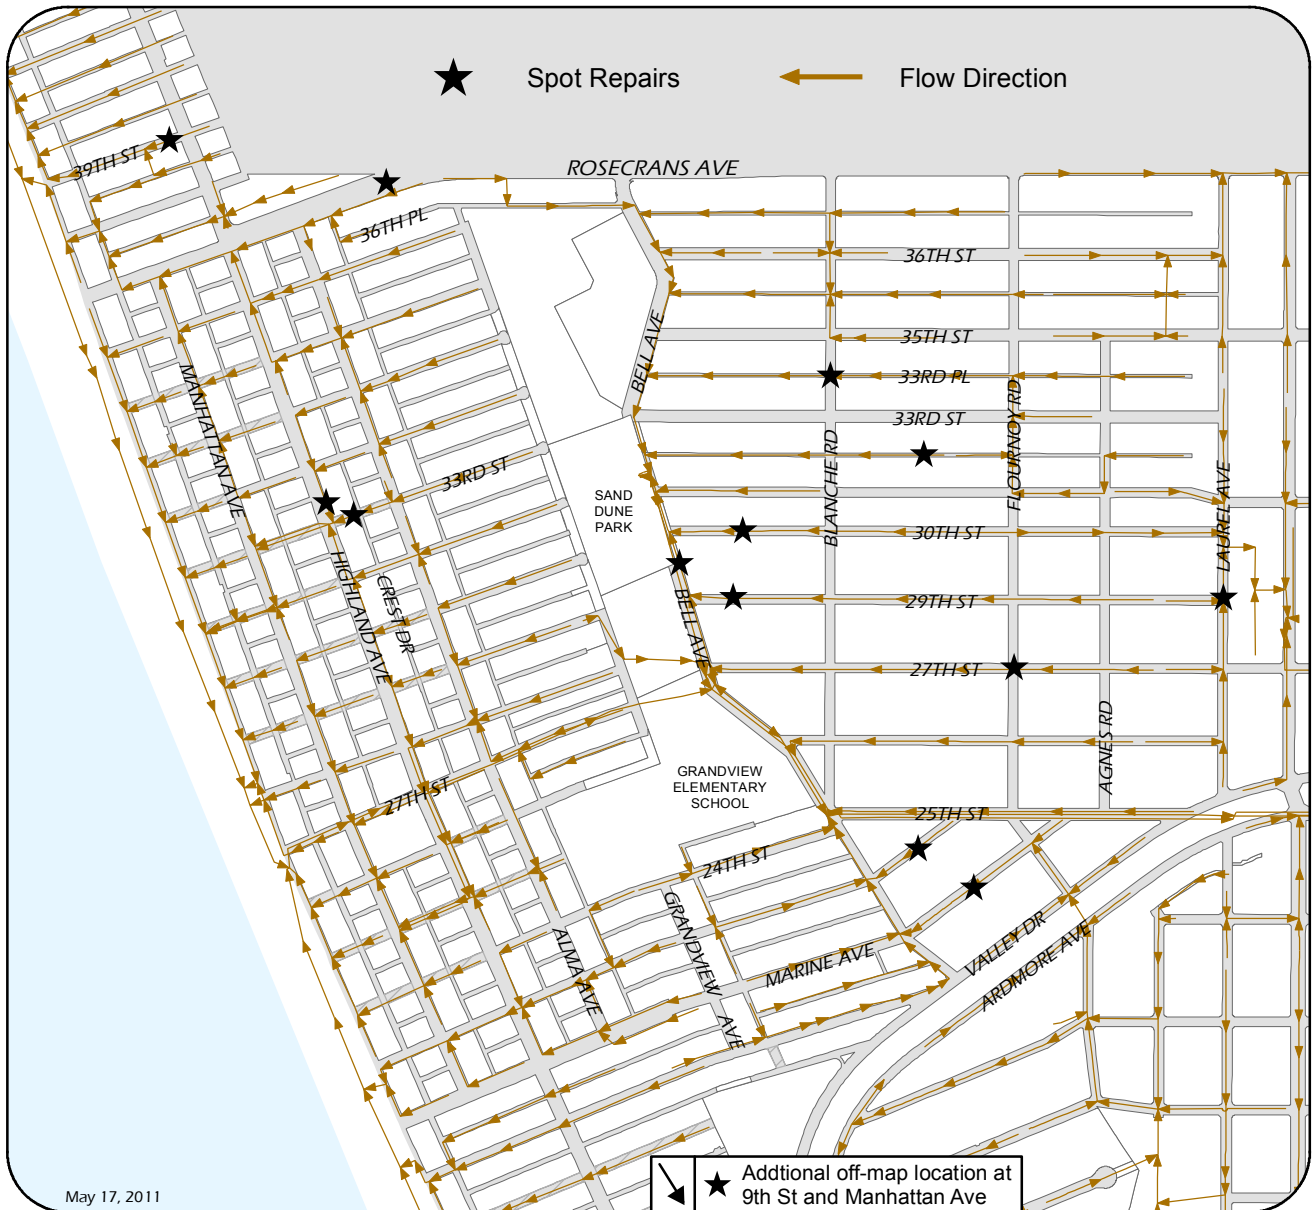 Spot Repairs
Flow Direction
39TH ST
ROSECRANS AVE
36TH PL
36TH ST
35TH ST
BELL AVE
33RD PL
MANHATTAN AVE
FLOURNOY RD
33RD ST
BLANCHE RD
33RD ST
LAUREL AVE
SAND
DUNE
PARK
30TH ST
HIGHLAND AVE
CREST DR
BELL AVE
29TH ST
27TH ST
AGNES RD
GRANDVIEW
ELEMENTARY
SCHOOL
27TH ST
25TH ST
24TH ST
GRANDVIEW AVE
ALMA AVE
MARINE AVE
VALLEY DR
ARDMORE AVE
Addtional off-map location at
9th St and Manhattan Ave
May 17, 2011